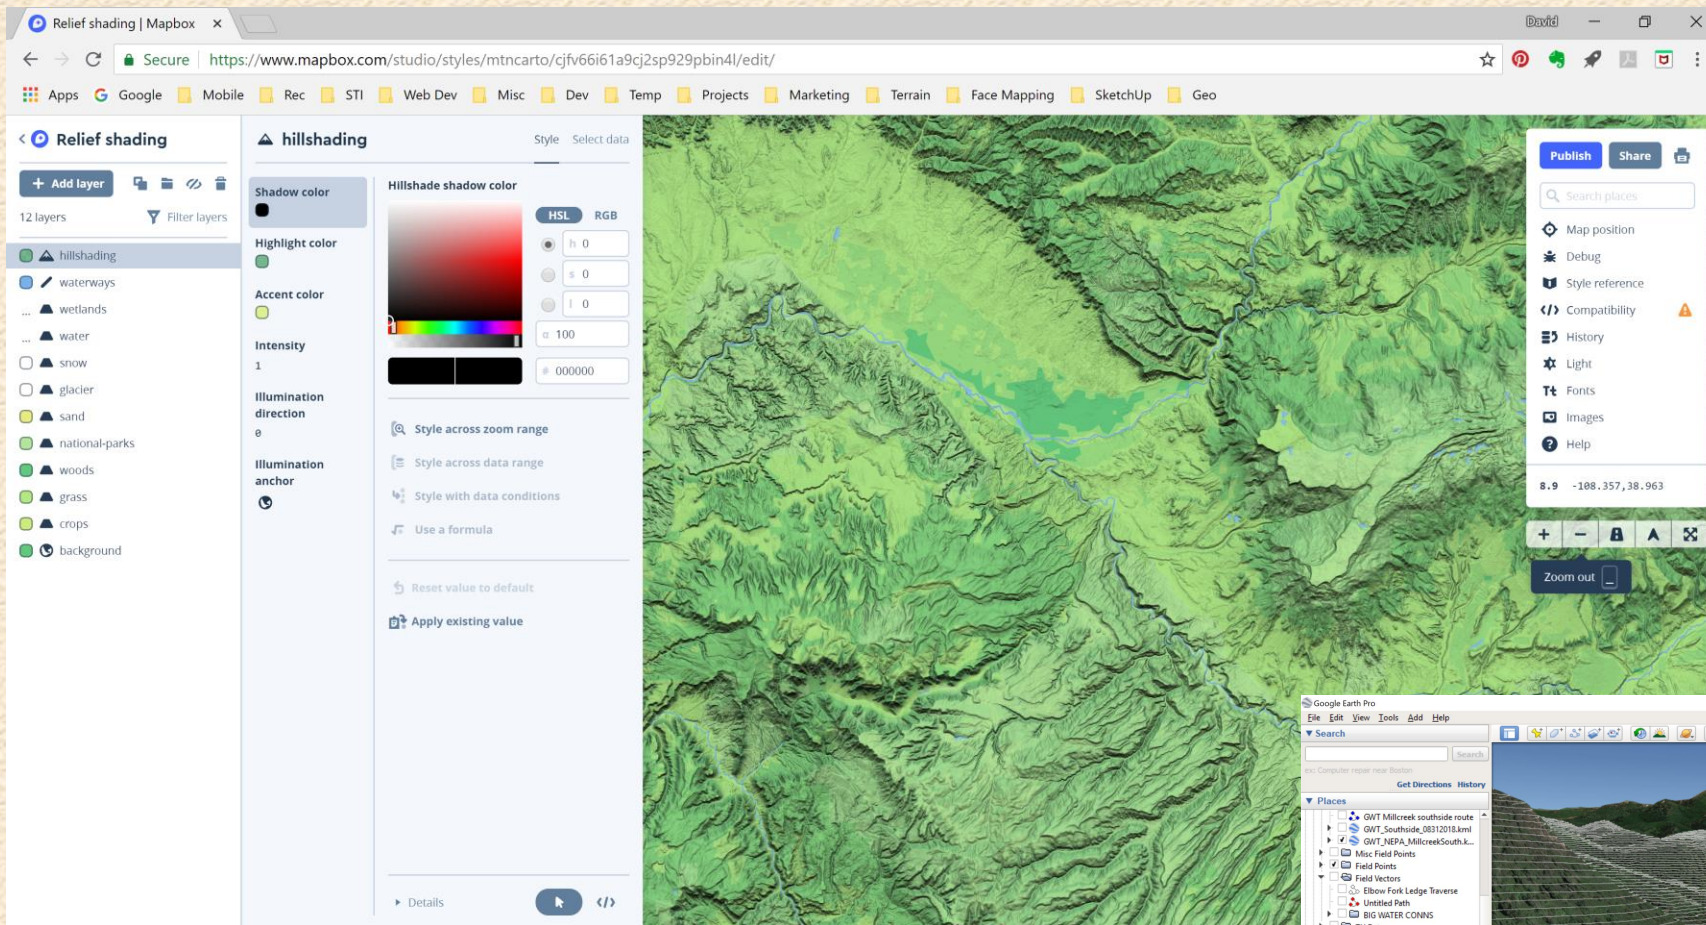 Relief shading | Mapbox
David
Secure | https://www.mapbox.com/studio/styles/mtncarto/cjfv66i61a9cj2sp929pbin4l/edit/
Apps Google Mobile Rec STI Web Dev Misc Dev Temp Projects Marketing Terrain Face Mapping SketchUp Geo
Relief shading
+ Add layer
12 layers Filter layers
hillshading
waterways
... wetlands
... water
snow
glacier
sand
national-parks
woods
grass
crops
background
hillshading Style Select data
Shadow color
Highlight color
Accent color
Intensity
1
Illumination
direction
e
Illumination
anchor
Hillshade shadow color
HSL RGB
h 0
s 0
l 0
α 100
# 000000
Style across zoom range
Style across data range
Style with data conditions
Use a formula
Reset value to default
Apply existing value
Details
</>
Publish Share
Search places
Map position
Debug
Style reference
</> Compatibility
History
Light
Tt Fonts
Images
Help
8.9 -108.357,38.963
Zoom out _
Google Earth Pro
File Edit View Tools Add Help
Search
Search
ex: Computer repair near Boston
Get Directions History
Places
GWT Millcreek southside route
GWT_Southside_08312018.kml
GWT_NEPA_MillcreekSouth.k...
Misc Field Points
Field Points
Field Vectors
Elbow Fork Ledge Traverse
Untitled Path
BIG WATER CONNS